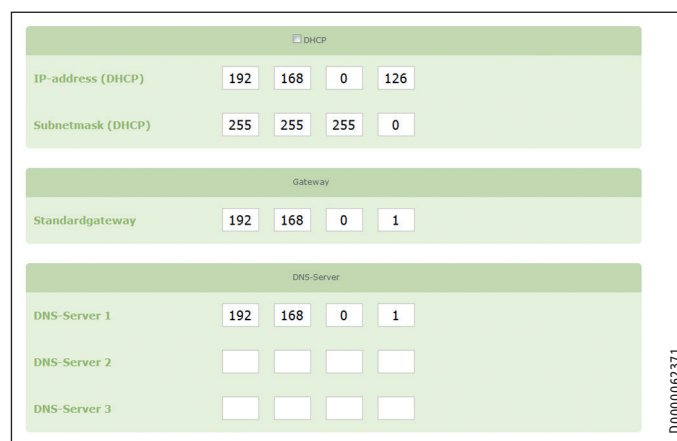 DHCP
IP-address (DHCP) 192 168 0 126
Subnetmask (DHCP) 255 255 255 0
Gateway
Standardgateway 192 168 0 1
DNS-Server
DNS-Server 1 192 168 0 1
DNS-Server 2
DNS-Server 3
D0000062371